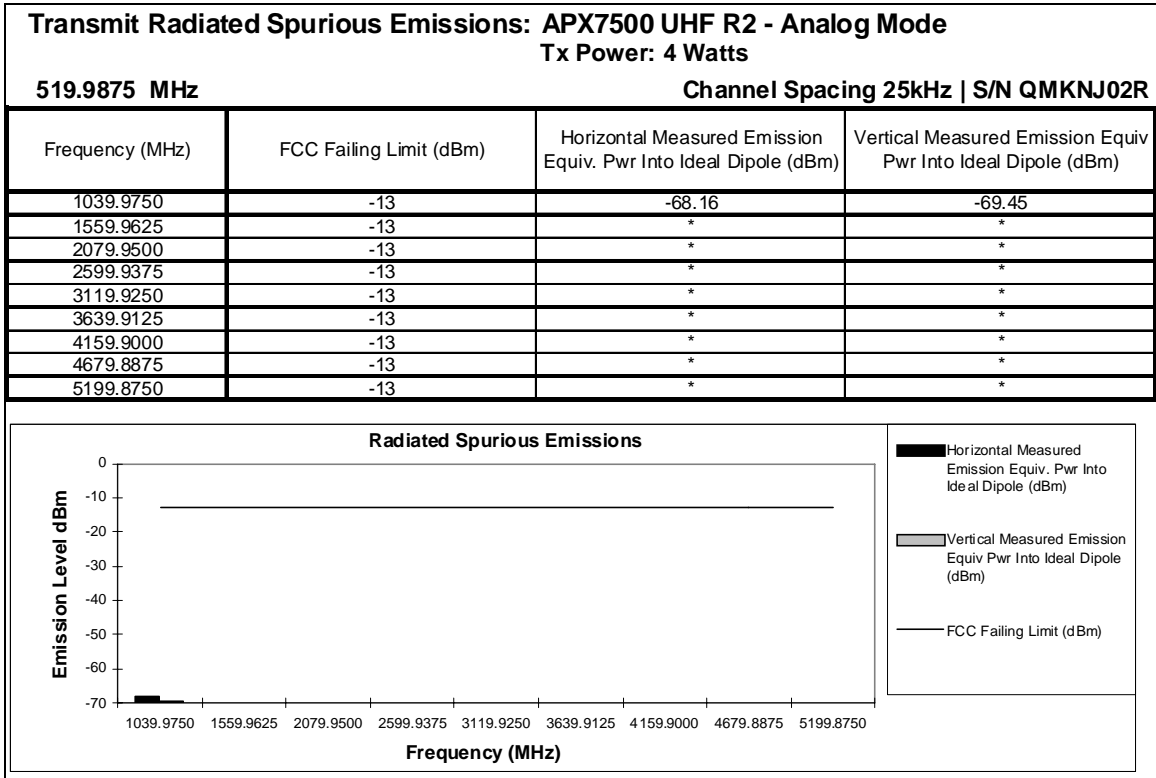 Transmit Radiated Spurious Emissions: APX7500 UHF R2 - Analog Mode
Tx Power: 4 Watts
519.9875 MHz Channel Spacing 25kHz | S/N QMKNJ02R
Frequency (MHz) FCC Failing Limit (dBm) Horizontal Measured Emission Equiv. Pwr Into Ideal Dipole (dBm) Vertical Measured Emission Equiv Pwr Into Ideal Dipole (dBm)
1039.9750 -13 -68.16 -69.45
1559.9625 -13 * *
2079.9500 -13 * *
2599.9375 -13 * *
3119.9250 -13 * *
3639.9125 -13 * *
4159.9000 -13 * *
4679.8875 -13 * *
5199.8750 -13 * *
Radiated Spurious Emissions
Emission Level dBm
0
-10
-20
-30
-40
-50
-60
-70
1039.9750 1559.9625 2079.9500 2599.9375 3119.9250 3639.9125 4159.9000 4679.8875 5199.8750
Frequency (MHz)
Horizontal Measured
Emission Equiv. Pwr Into
Ideal Dipole (dBm)
Vertical Measured Emission
Equiv Pwr Into Ideal Dipole
(dBm)
FCC Failing Limit (dBm)